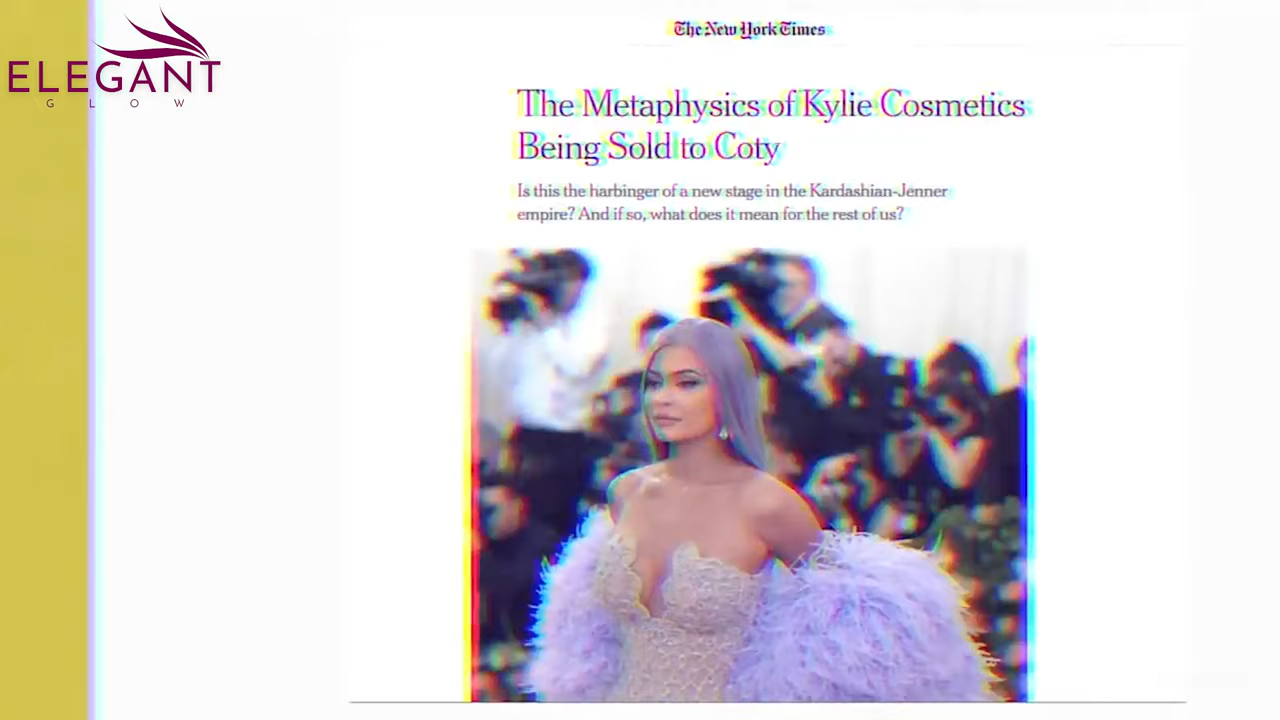 ELEGANT
GLOW
The New York Times
The Metaphysics of Kylie Cosmetics
Being Sold to Coty
Is this the harbinger of a new stage in the Kardashian-Jenner
empire? And if so, what does it mean for the rest of us?